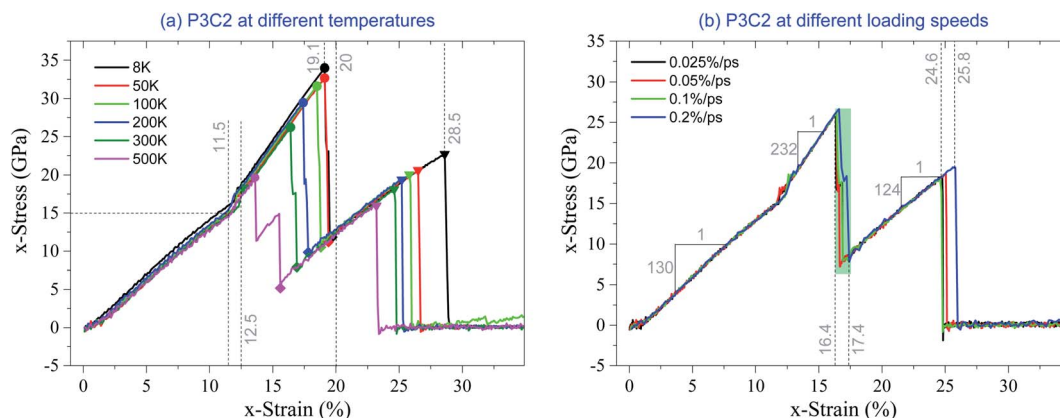 (a) P3C2 at different temperatures
35
30
25
20
15
10
5
0
-5
x-Stress (GPa)
8K
50K
100K
200K
300K
500K
11.5
12.5
19.1
20
28.5
0
5
10
15
20
25
30
x-Strain (%)
(b) P3C2 at different loading speeds
35
30
25
20
15
10
5
0
-5
x-Stress (GPa)
0.025%/ps
0.05%/ps
0.1%/ps
0.2%/ps
24.6
25.8
1
232
1
124
1
130
16.4
17.4
0
5
10
15
20
25
30
x-Strain (%)